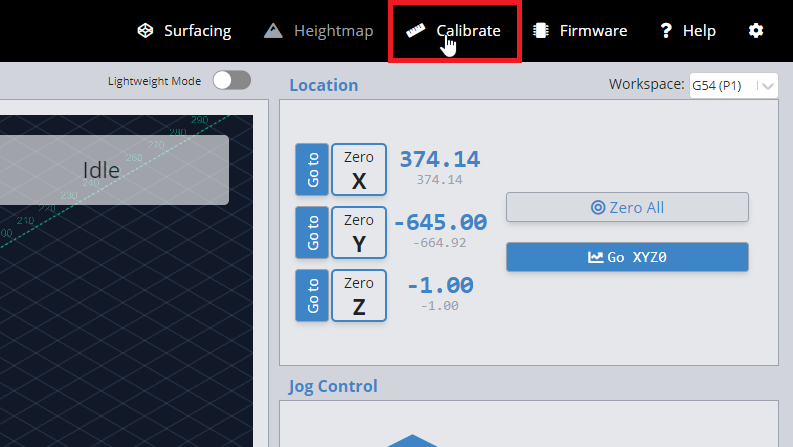 Surfacing Heightmap Calibrate Firmware ? Help
Lightweight Mode
Location
Workspace: G54 (P1)
Idle
290
280
270
260
250
240
230
220
210
00
Go to
Zero
X
374.14
374.14
Zero All
Go to
Zero
Y
-645.00
-664.92
Go XYZ0
Go to
Zero
Z
-1.00
-1.00
Jog Control